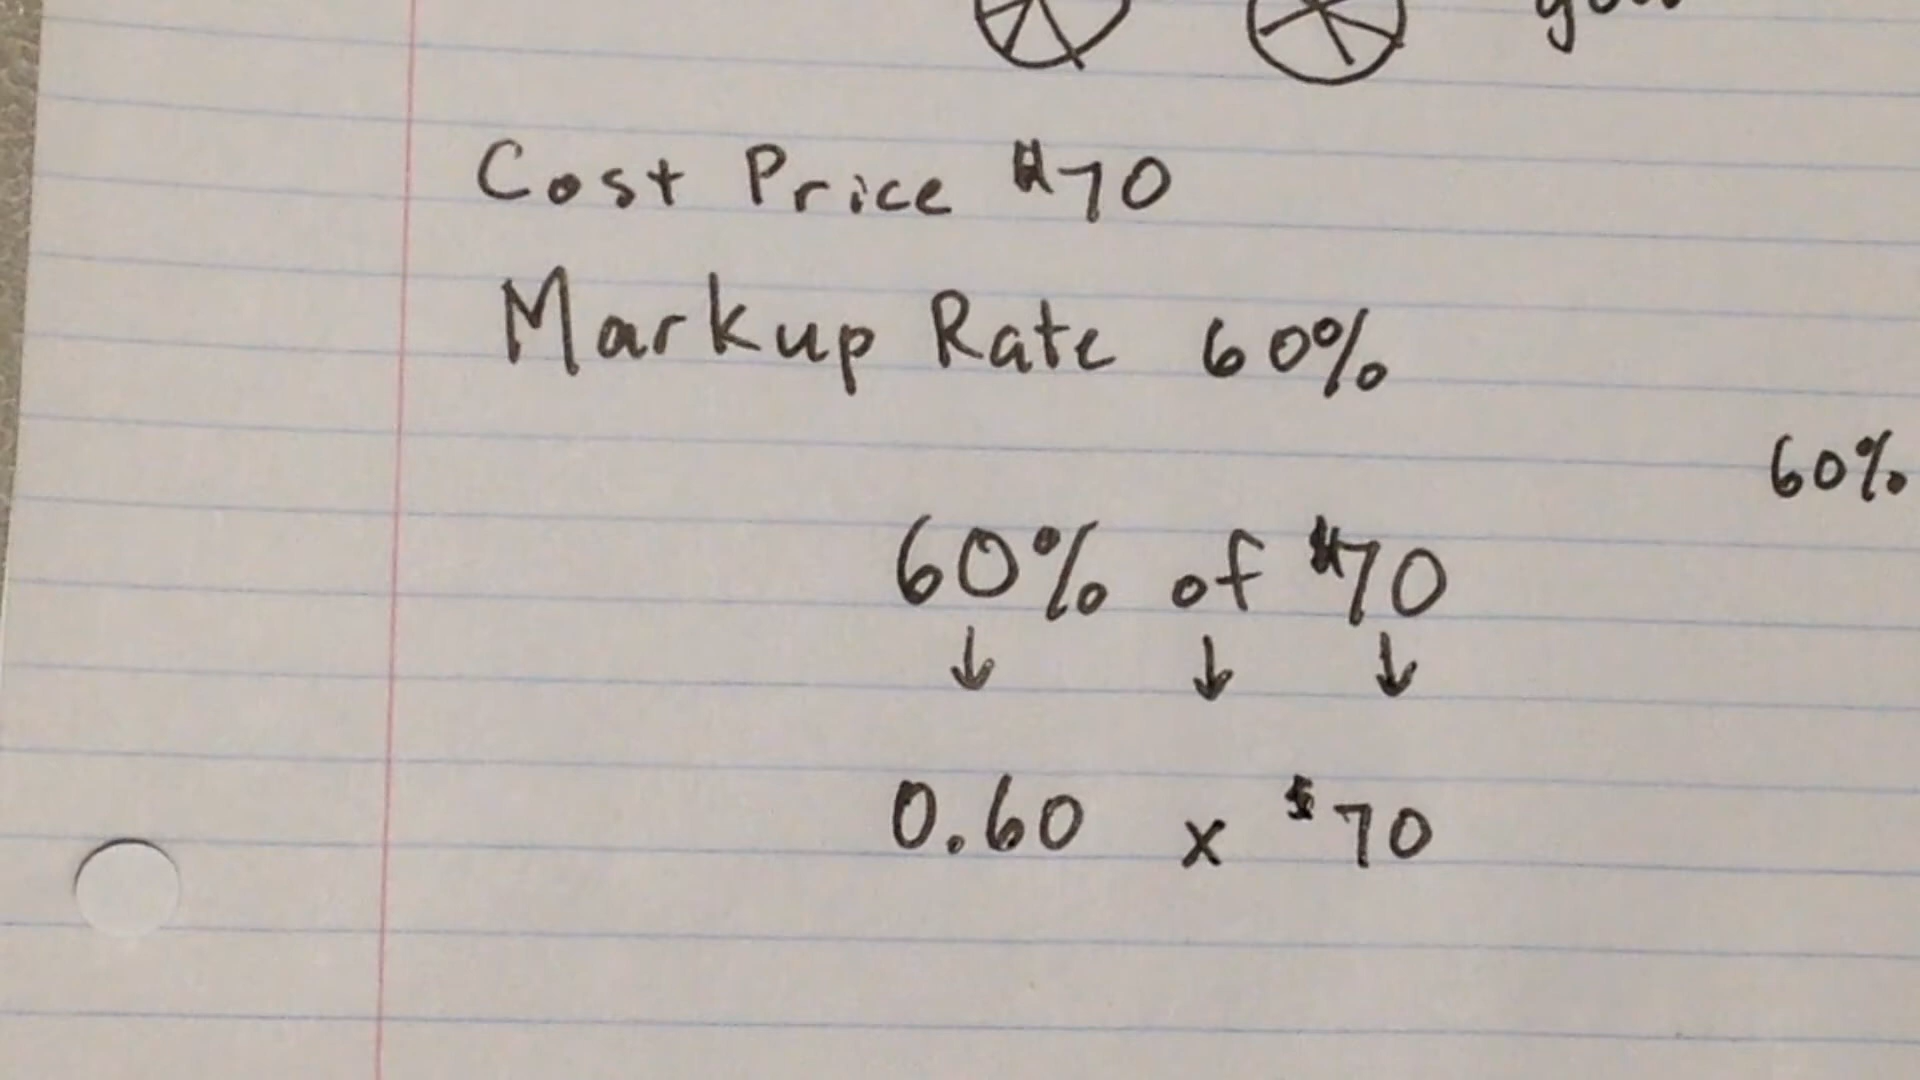 Cost Price $70
Markup Rate 60%
60%
60% of $70
↓ ↓ ↓
0.60 x $70